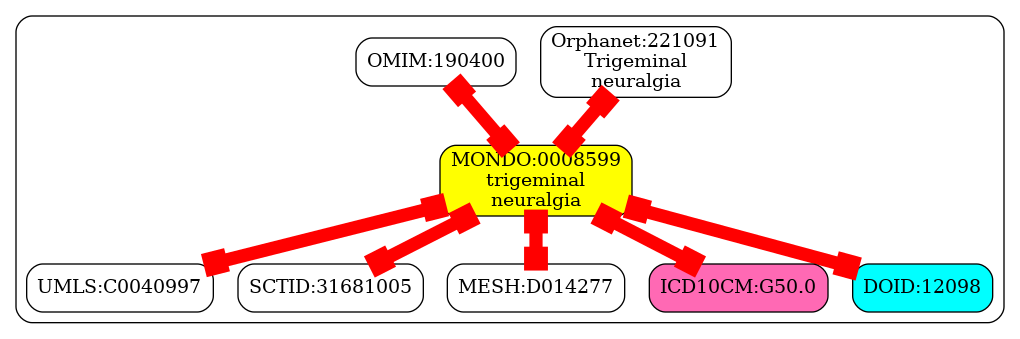 OMIM:190400
Orphanet:221091
Trigeminal
neuralgia
MONDO:0008599
trigeminal
neuralgia
UMLS:C0040997
SCTID:31681005
MESH:D014277
ICD10CM:G50.0
DOID:12098